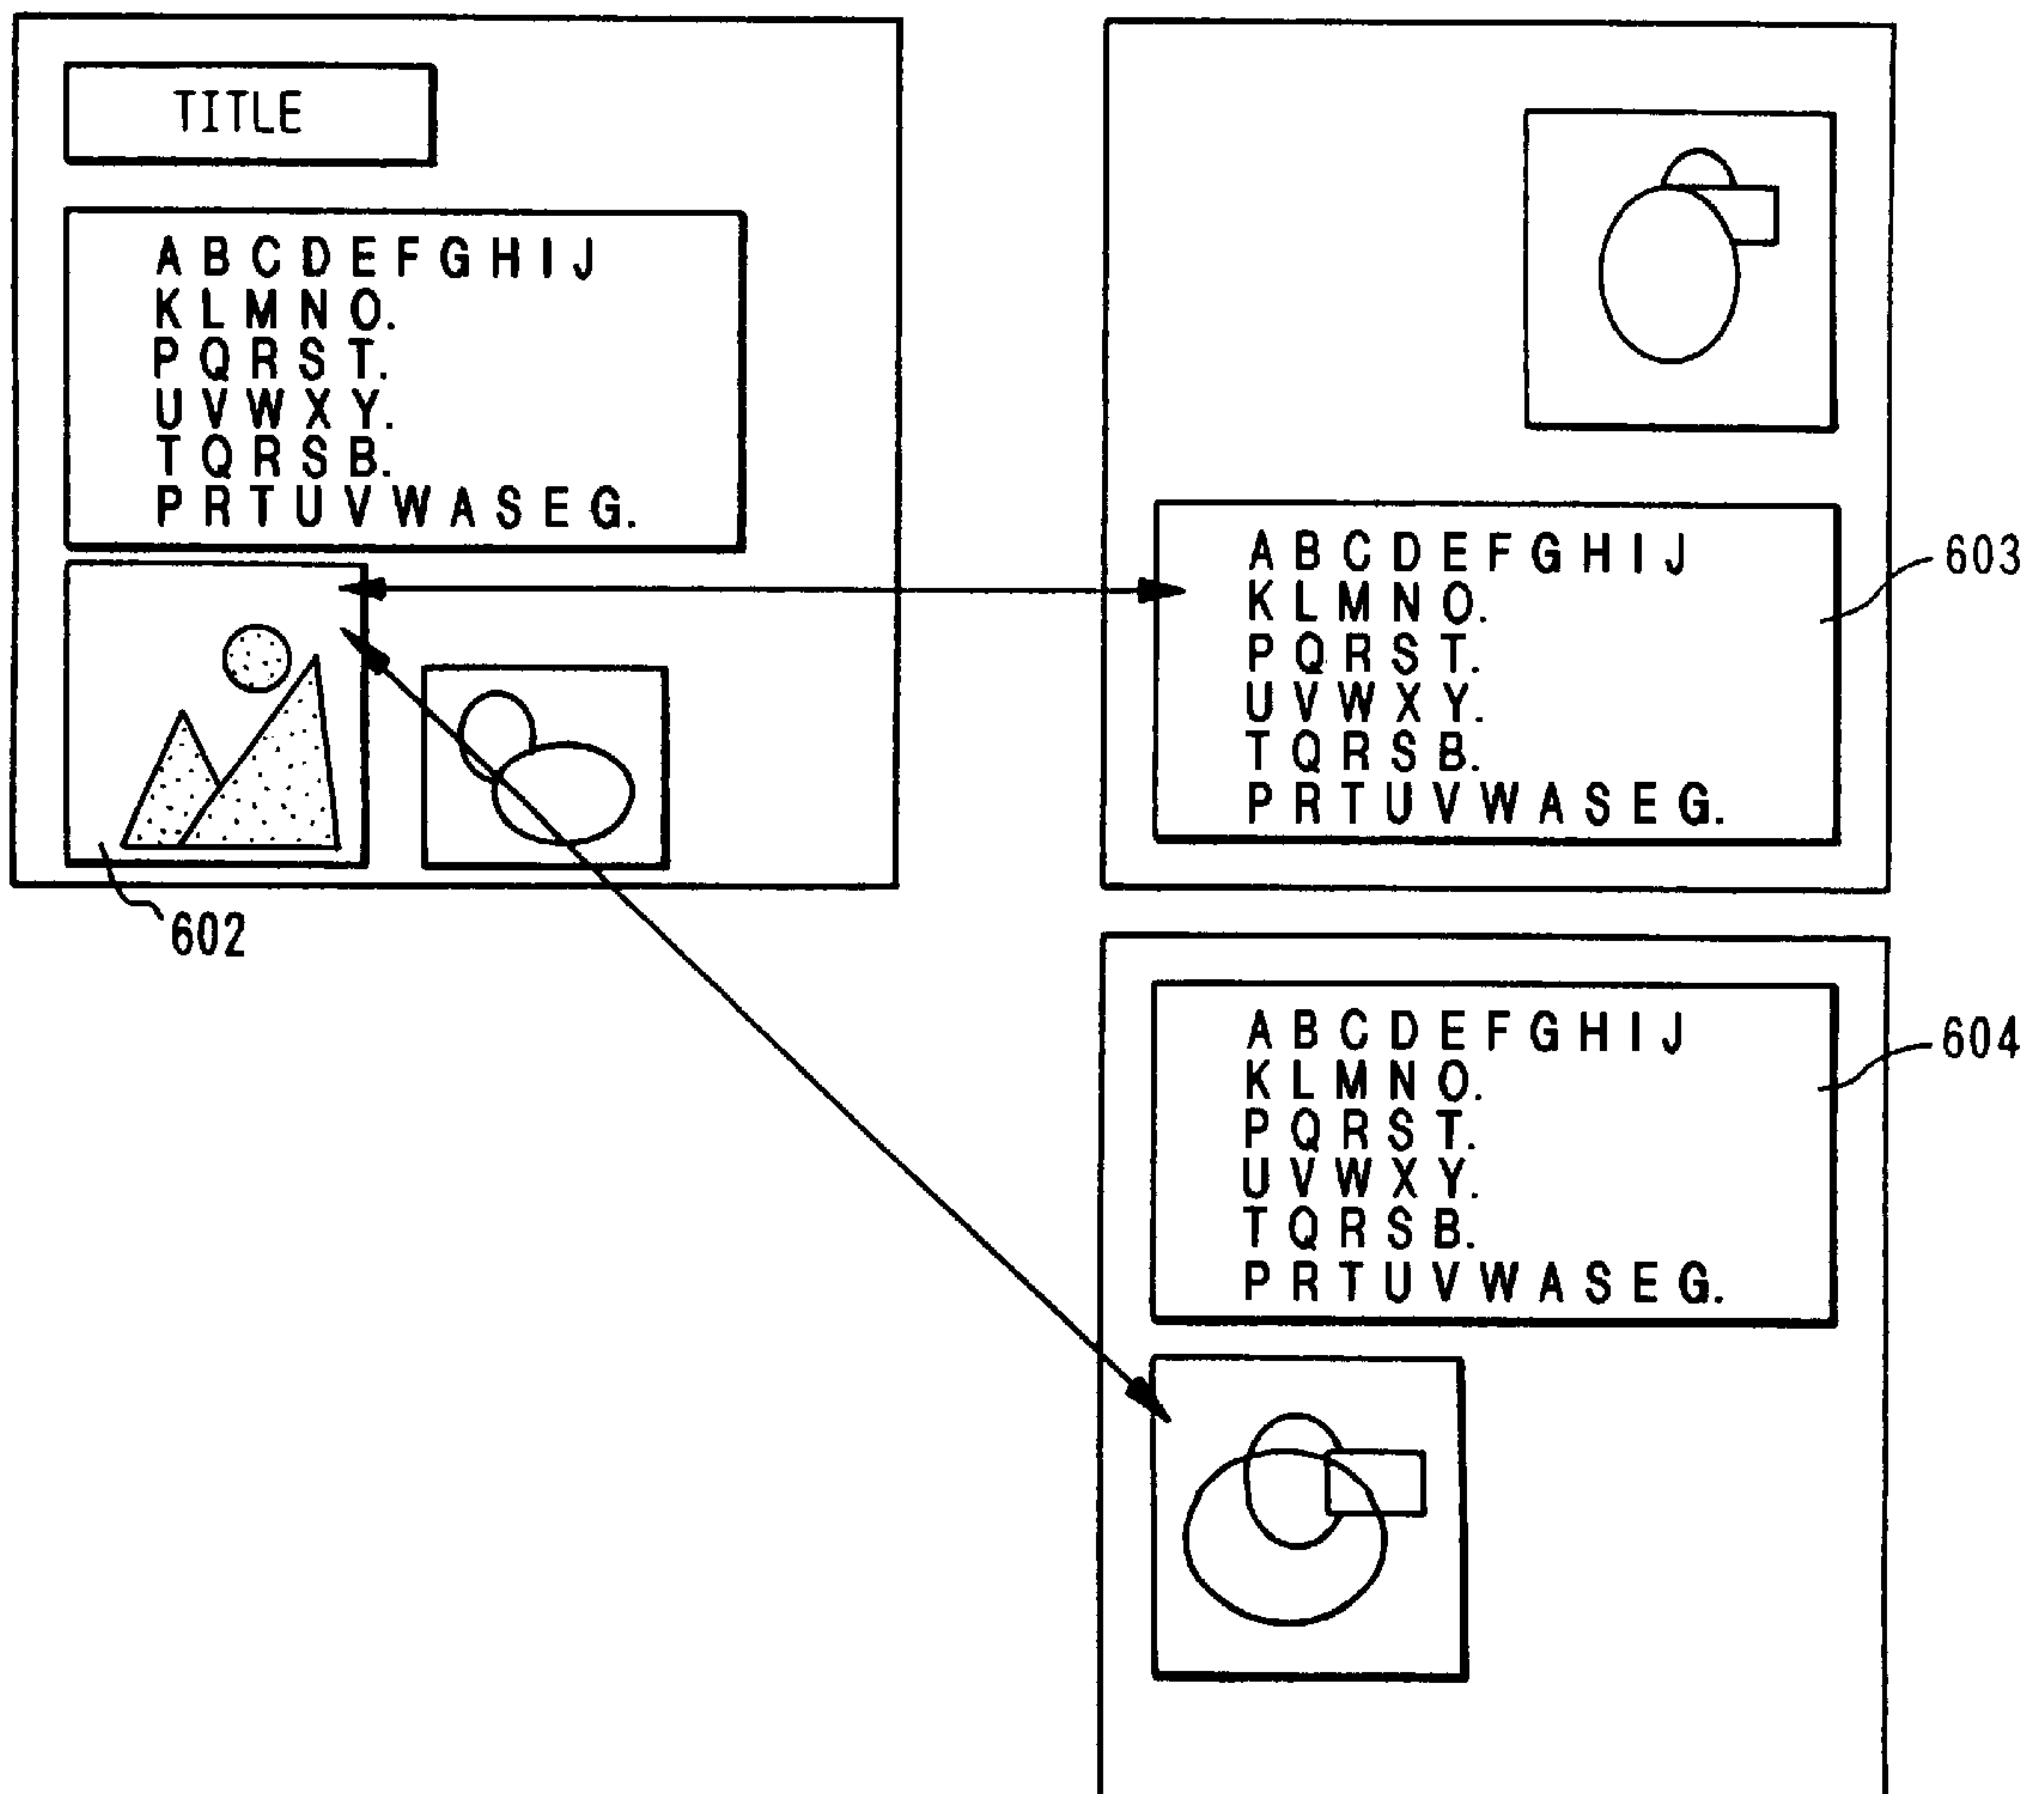 TITLE
A B C D E F G H I J
K L M N O.
P Q R S T.
U V W X Y.
T Q R S B.
P R T U V W A S E G.
602
A B C D E F G H I J
K L M N O.
P Q R S T.
U V W X Y.
T Q R S B.
P R T U V W A S E G.
603
A B C D E F G H I J
K L M N O.
P Q R S T.
U V W X Y.
T Q R S B.
P R T U V W A S E G.
604